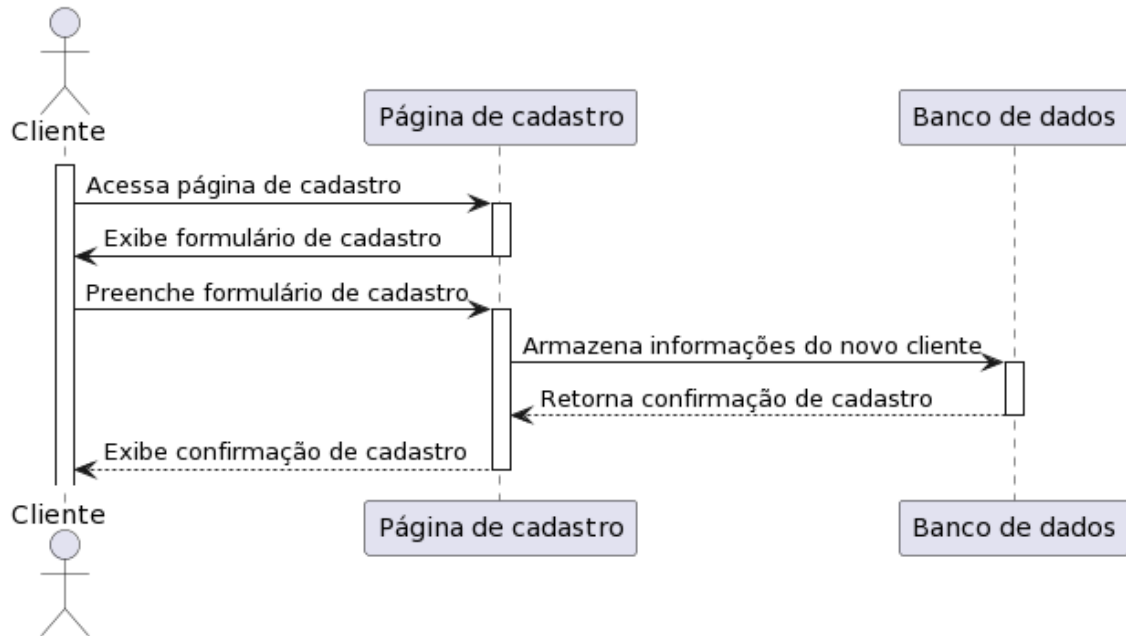 Cliente
Página de cadastro
Banco de dados
Acessa página de cadastro
Exibe formulário de cadastro
Preenche formulário de cadastro
Armazena informações do novo cliente
Retorna confirmação de cadastro
Exibe confirmação de cadastro
Cliente
Página de cadastro
Banco de dados